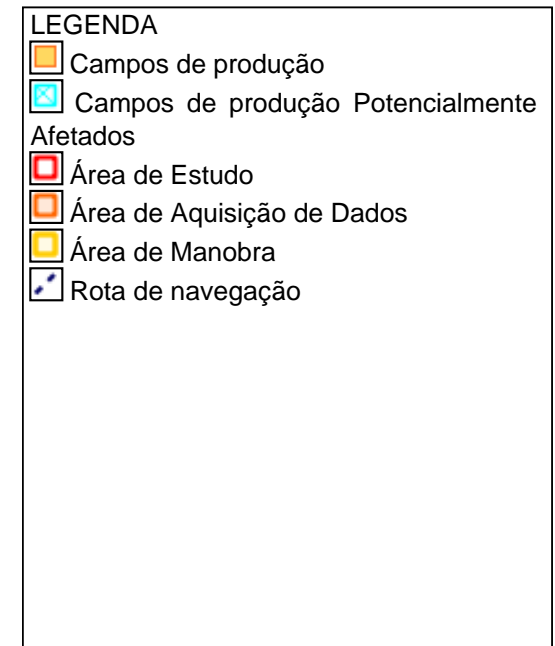 LEGENDA
Campos de produção
Campos de produção Potencialmente
Afetados
Área de Estudo
Área de Aquisição de Dados
Área de Manobra
Rota de navegação